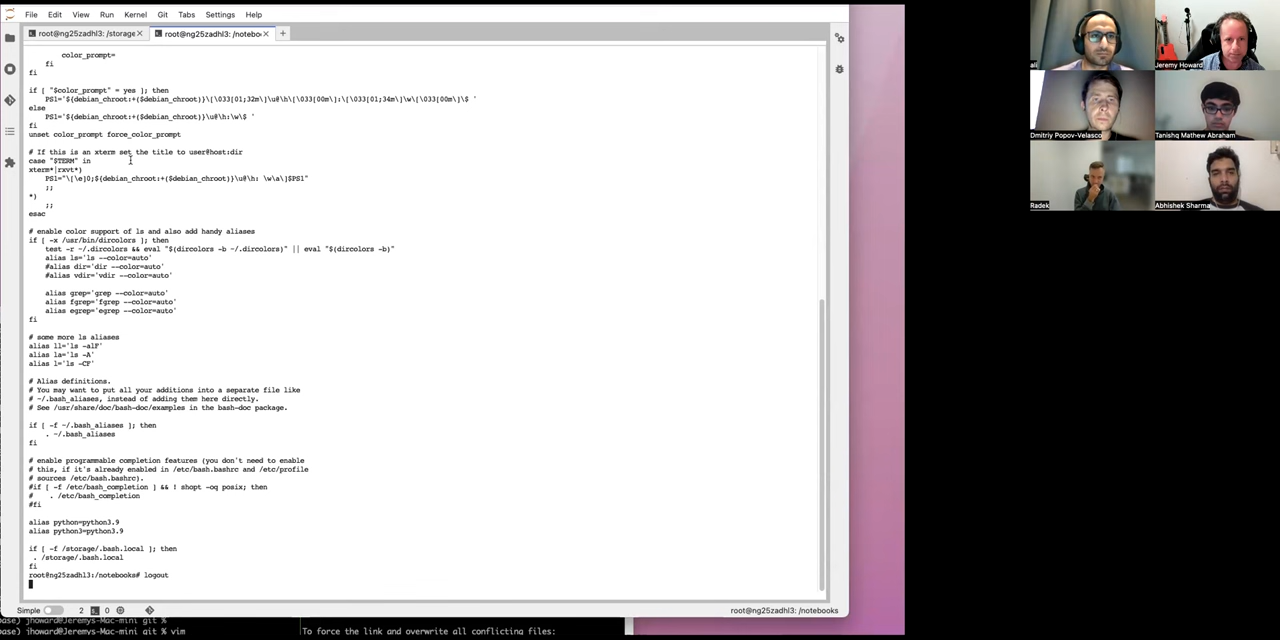 File Edit View Run Kernel Git Tabs Settings Help
root@ng25zadhl3: /storage ×
root@ng25zadhl3: /notebo ×
+
color_prompt=
fi
fi
if [ "$color_prompt" = yes ]; then
PS1='${debian_chroot:+($debian_chroot)}\[\033[01;32m\]\u@\h\[\033[00m\]:\[\033[01;34m\]\w\[\033[00m\]\$ '
else
PS1='${debian_chroot:+($debian_chroot)}\u@\h:\w\$ '
fi
unset color_prompt force_color_prompt
# If this is an xterm set the title to user@host:dir
case "$TERM" in
xterm*|rxvt*)
PS1="\[\e]0;${debian_chroot:+($debian_chroot)}\u@\h: \w\a\]$PS1"
;;
*)
;;
esac
# enable color support of ls and also add handy aliases
if [ -x /usr/bin/dircolors ]; then
test -r ~/.dircolors && eval "$(dircolors -b ~/.dircolors)" || eval "$(dircolors -b)"
alias ls='ls --color=auto'
#alias dir='dir --color=auto'
#alias vdir='vdir --color=auto'
alias grep='grep --color=auto'
alias fgrep='fgrep --color=auto'
alias egrep='egrep --color=auto'
fi
# some more ls aliases
alias ll='ls -alF'
alias la='ls -A'
alias l='ls -CF'
# Alias definitions.
# You may want to put all your additions into a separate file like
# ~/.bash_aliases, instead of adding them here directly.
# See /usr/share/doc/bash-doc/examples in the bash-doc package.
if [ -f ~/.bash_aliases ]; then
. ~/.bash_aliases
fi
# enable programmable completion features (you don't need to enable
# this, if it's already enabled in /etc/bash.bashrc and /etc/profile
# sources /etc/bash.bashrc).
#if [ -f /etc/bash_completion ] && ! shopt -oq posix; then
# . /etc/bash_completion
#fi
alias python=python3.9
alias python3=python3.9
if [ -f /storage/.bash.local ]; then
. /storage/.bash.local
fi
root@ng25zadhl3:/notebooks# logout
Simple 2 0 root@ng25zadhl3: /notebooks
base) jhoward@Jeremys-Mac-mini git %
base) jhoward@Jeremys-Mac-mini git % vim
To force the link and overwrite all conflicting files:
ali
Jeremy Howard
Dmitriy Popov-Velasco
Tanishq Mathew Abraham
Radek
Abhishek Sharma